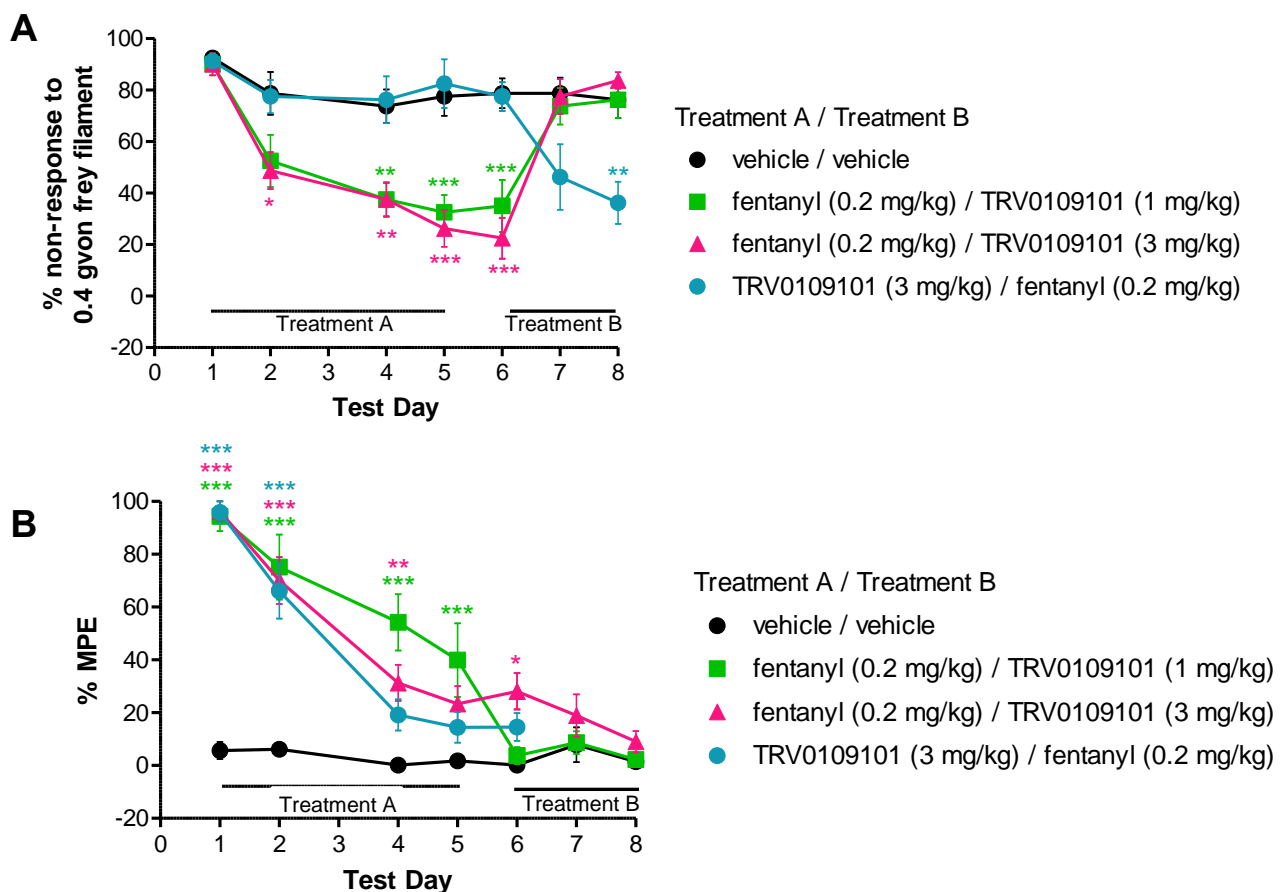 A
100
80
60
40
20
0
-20
% non-response to
0.4 gvon frey filament
*
**
**
***
***
***
***
**
Treatment A
Treatment B
0 1 2 3 4 5 6 7 8
Test Day
Treatment A / Treatment B
vehicle / vehicle
fentanyl (0.2 mg/kg) / TRV0109101 (1 mg/kg)
fentanyl (0.2 mg/kg) / TRV0109101 (3 mg/kg)
TRV0109101 (3 mg/kg) / fentanyl (0.2 mg/kg)
B
100
80
60
40
20
0
-20
% MPE
***
***
***
***
***
***
**
***
***
*
Treatment A
Treatment B
0 1 2 3 4 5 6 7 8
Test Day
Treatment A / Treatment B
vehicle / vehicle
fentanyl (0.2 mg/kg) / TRV0109101 (1 mg/kg)
fentanyl (0.2 mg/kg) / TRV0109101 (3 mg/kg)
TRV0109101 (3 mg/kg) / fentanyl (0.2 mg/kg)